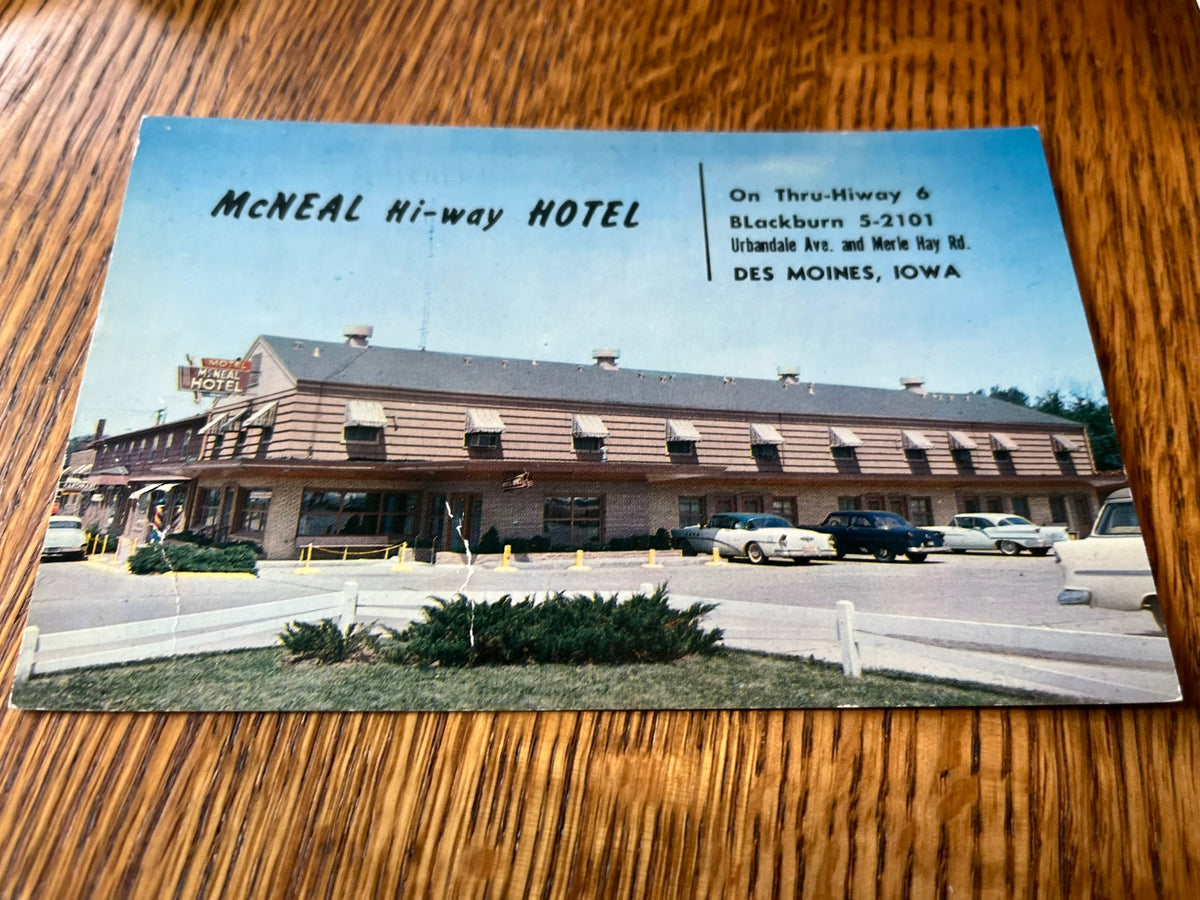 McNEAL Hi-way HOTEL
On Thru-Hiway 6
BLackburn 5-2101
Urbandale Ave. and Merle Hay Rd.
DES MOINES, IOWA
MOTEL
McNEAL
HOTEL